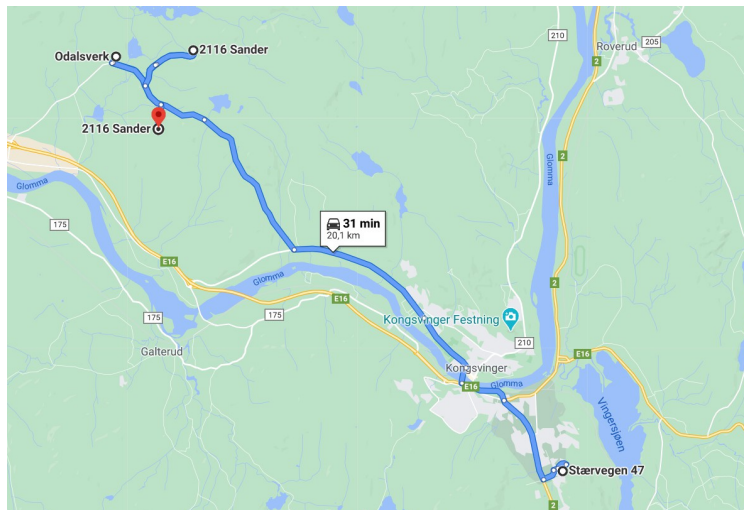 210
Roverud
205
2116 Sander
Odalsverk
2
2116 Sander
2
Glomma
Glomma
175
31 min
20,1 km
E16
2
E16
175
175
Kongsvinger Festning
210
Galterud
E16
Kongsvinger
E16
Glomma
Vingersjøen
Stærvegen 47
2
Glomma